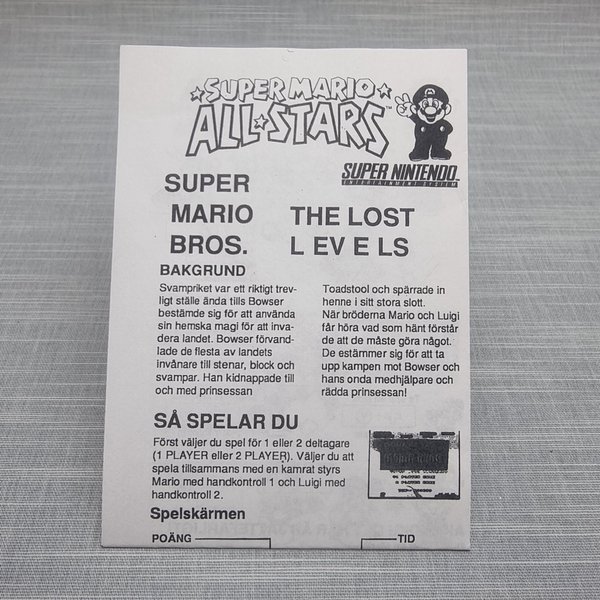 SUPER MARIO
ALL★STARS™
SUPER NINTENDO™
ENTERTAINMENT SYSTEM
SUPER
MARIO
BROS.
THE LOST
LEVELS
BAKGRUND
Svampriket var ett riktigt trev-
ligt ställe ända tills Bowser
bestämde sig för att använda
sin hemska magi för att inva-
dera landet. Bowser förvand-
lade de flesta av landets
invånare till stenar, block och
svampar. Han kidnappade till
och med prinsessan
Toadstool och spärrade in
henne i sitt stora slott.
När bröderna Mario och Luigi
får höra vad som hänt förstår
de att de måste göra något.
De estämmer sig för att ta
upp kampen mot Bowser och
hans onda medhjälpare och
rädda prinsessan!
SÅ SPELAR DU
Först väljer du spel för 1 eller 2 deltagare
(1 PLAYER eller 2 PLAYER). Väljer du att
spela tillsammans med en kamrat styrs
Mario med handkontroll 1 och Luigi med
handkontroll 2.
Spelskärmen
POÄNG
TID